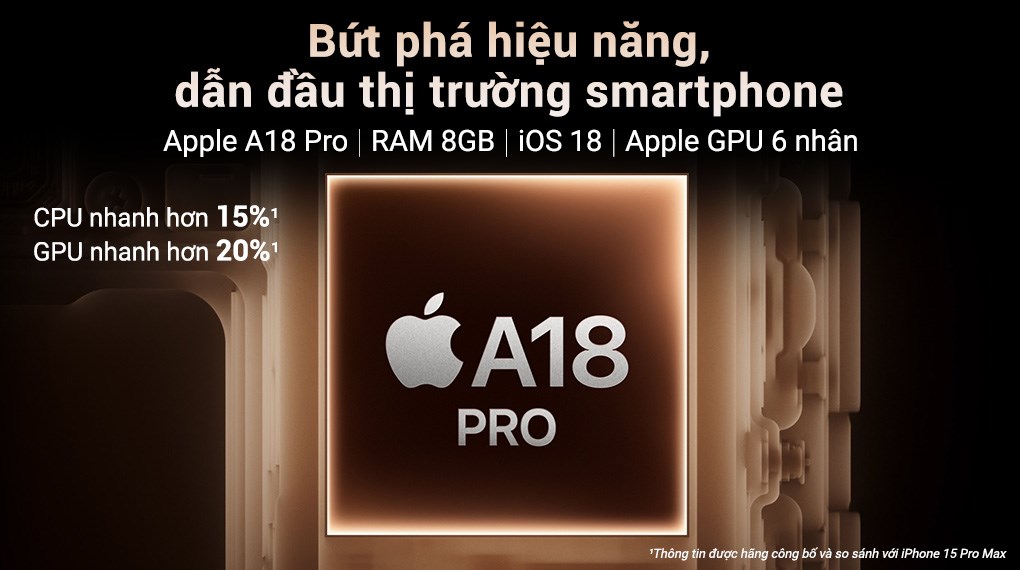 Bứt phá hiệu năng,
dẫn đầu thị trường smartphone
Apple A18 Pro | RAM 8GB | iOS 18 | Apple GPU 6 nhân
CPU nhanh hơn 15%¹
GPU nhanh hơn 20%¹
A18
PRO
¹Thông tin được hãng công bố và so sánh với iPhone 15 Pro Max